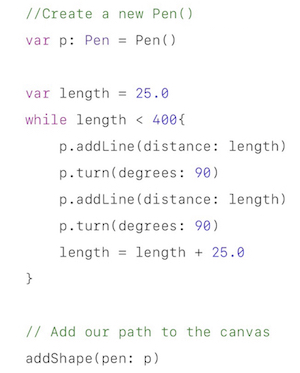 //Create a new Pen()
var p: Pen = Pen()

var length = 25.0
while length < 400{
    p.addLine(distance: length)
    p.turn(degrees: 90)
    p.addLine(distance: length)
    p.turn(degrees: 90)
    length = length + 25.0
}

// Add our path to the canvas
addShape(pen: p)